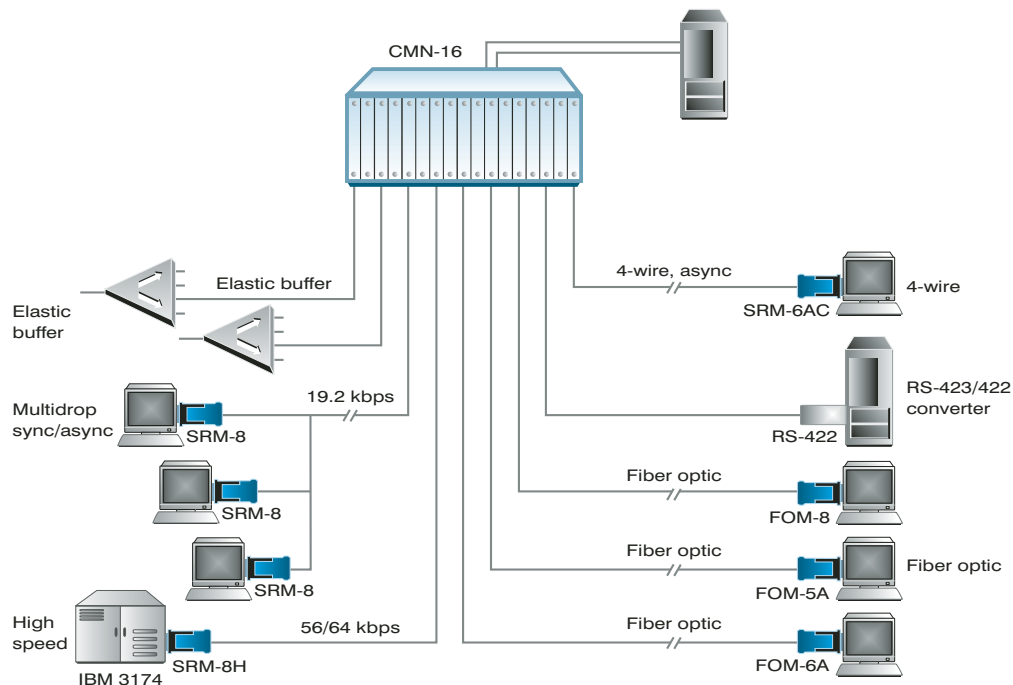 CMN-16
Elastic buffer
Elastic
buffer
4-wire, async
4-wire
SRM-6AC
19.2 kbps
Multidrop
sync/async
SRM-8
RS-423/422
converter
RS-422
SRM-8
Fiber optic
FOM-8
SRM-8
Fiber optic
Fiber optic
FOM-5A
High
speed
56/64 kbps
SRM-8H
IBM 3174
Fiber optic
FOM-6A